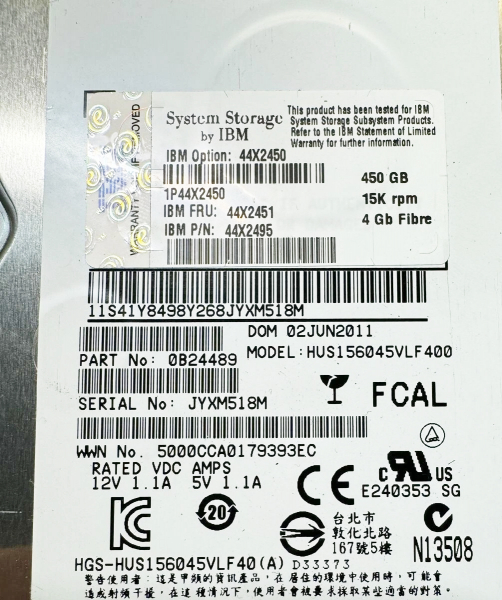 WARRANTY VOID IF REMOVED
System Storage
by IBM
This product has been tested for IBM
System Storage Subsystem Products.
Refer to the IBM Statement of Limited
Warranty for further information.
IBM Option: 44X2450
1P44X2450
IBM FRU: 44X2451
IBM P/N: 44X2495
450 GB
15K rpm
4 Gb Fibre
11S41Y8498Y268JYXM518M
DOM 02JUN2011
PART No: 0B24489
MODEL:HUS156045VLF400
SERIAL No: JYXM518M
FCAL
WWN No. 5000CCA0179393EC
RATED VDC AMPS
12V 1.1A 5V 1.1A
CE
c RU US
E240353 SG
20
台北市
敦化北路
167號5樓
N13508
HGS-HUS156045VLF40(A) D33373
警告使用者：這是甲類的資訊產品，在居住的環境中使用時，可能會
造成射頻干擾，在這種情況下，使用者會被要求採取某些適當的對策。